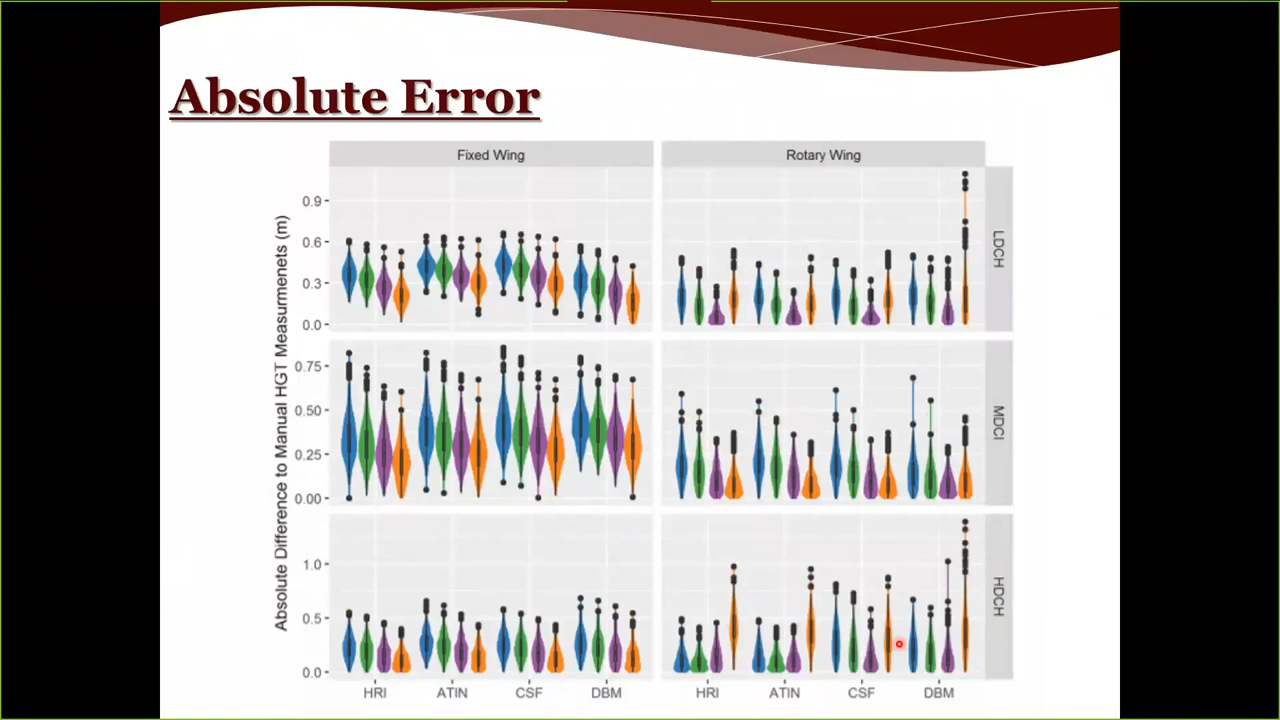 Absolute Error
Fixed Wing
Rotary Wing
Absolute Difference to Manual HGT Measurmenets (m)
0.9
0.6
0.3
0.0
LDCH
0.75
0.50
0.25
0.00
MDCI
1.0
0.5
0.0
HDCH
HRI ATIN CSF DBM
HRI ATIN CSF DBM